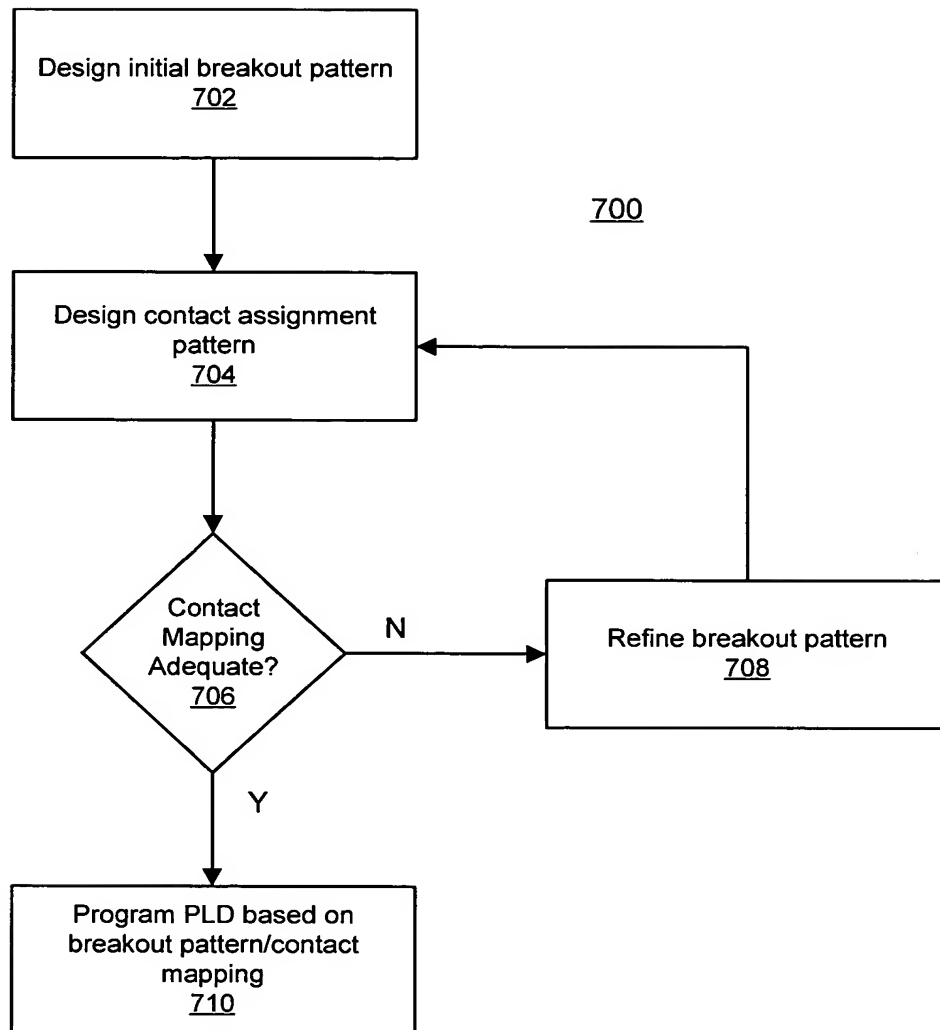 Design initial breakout pattern
702
700
Design contact assignment
pattern
704
Contact
Mapping
Adequate?
706
N
Refine breakout pattern
708
Y
Program PLD based on
breakout pattern/contact
mapping
710